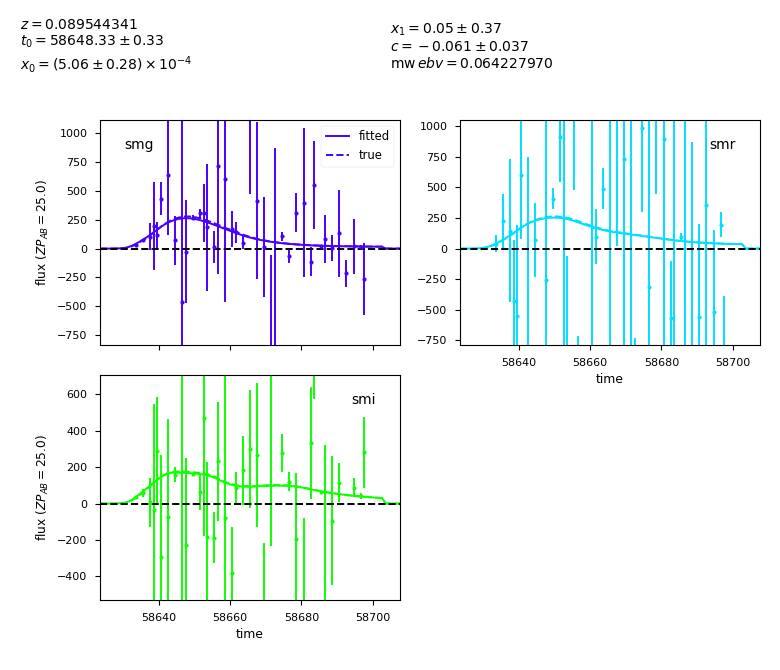 z = 0.089544341
t₀ = 58648.33 ± 0.33
x₀ = (5.06 ± 0.28) × 10⁻⁴
x₁ = 0.05 ± 0.37
c = −0.061 ± 0.037
mw ebv = 0.064227970
smg
fitted
true
1000
750
500
250
0
−250
−500
−750
flux (ZP_AB = 25.0)
smr
1000
750
500
250
0
−250
−500
−750
58640 58660 58680 58700
time
smi
600
400
200
0
−200
−400
flux (ZP_AB = 25.0)
58640 58660 58680 58700
time